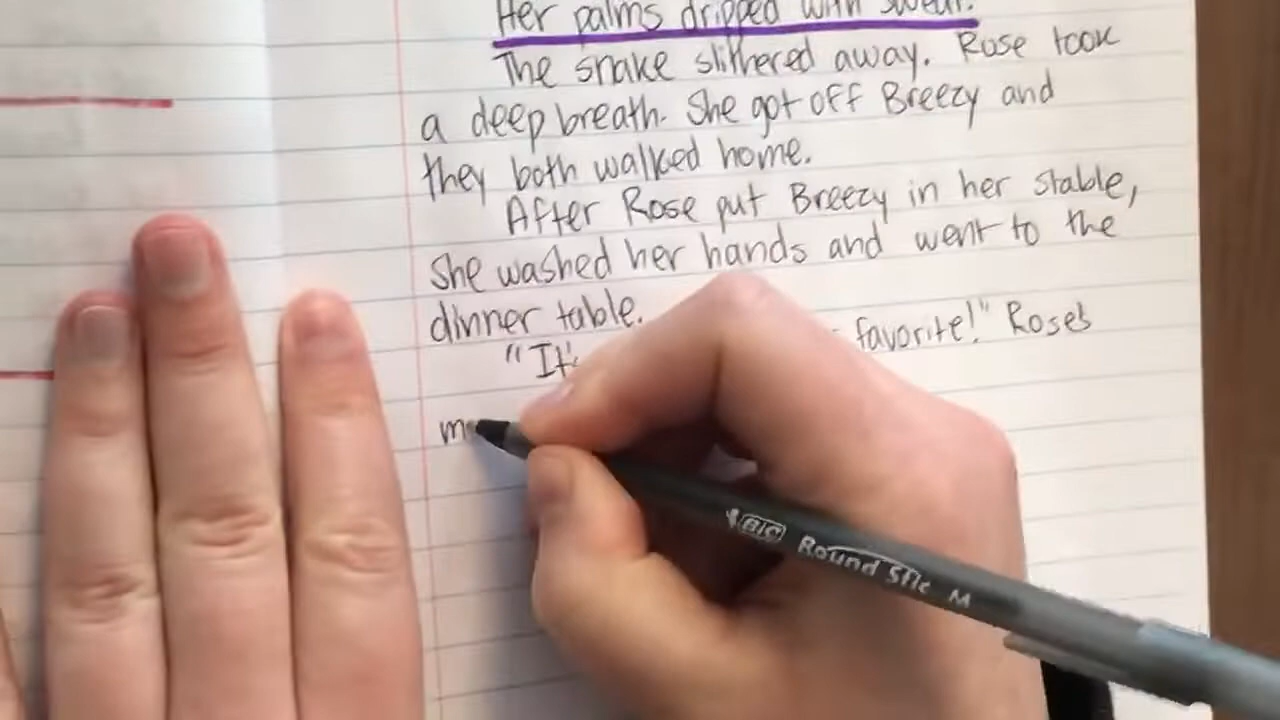 Her palms dripped with sweat.
The snake slithered away. Rose took
a deep breath. She got off Breezy and
they both walked home.
After Rose put Breezy in her stable,
she washed her hands and went to the
dinner table.
"It's favorite!" Rose's
m
BIC Round Stic M